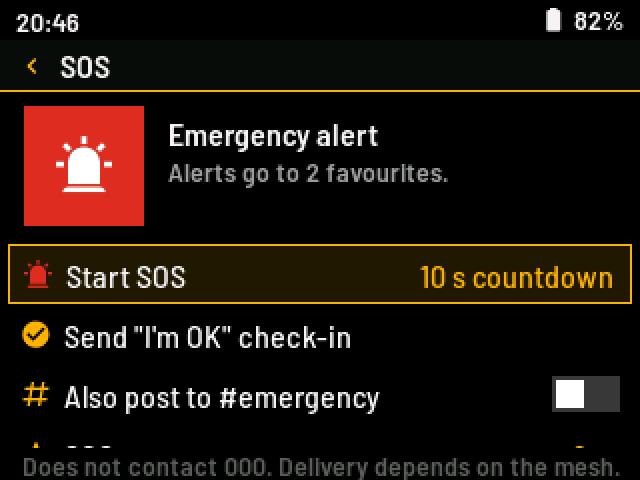 20:46
82%
SOS
Emergency alert
Alerts go to 2 favourites.
Start SOS
10 s countdown
Send "I'm OK" check-in
Also post to #emergency
Does not contact 000. Delivery depends on the mesh.